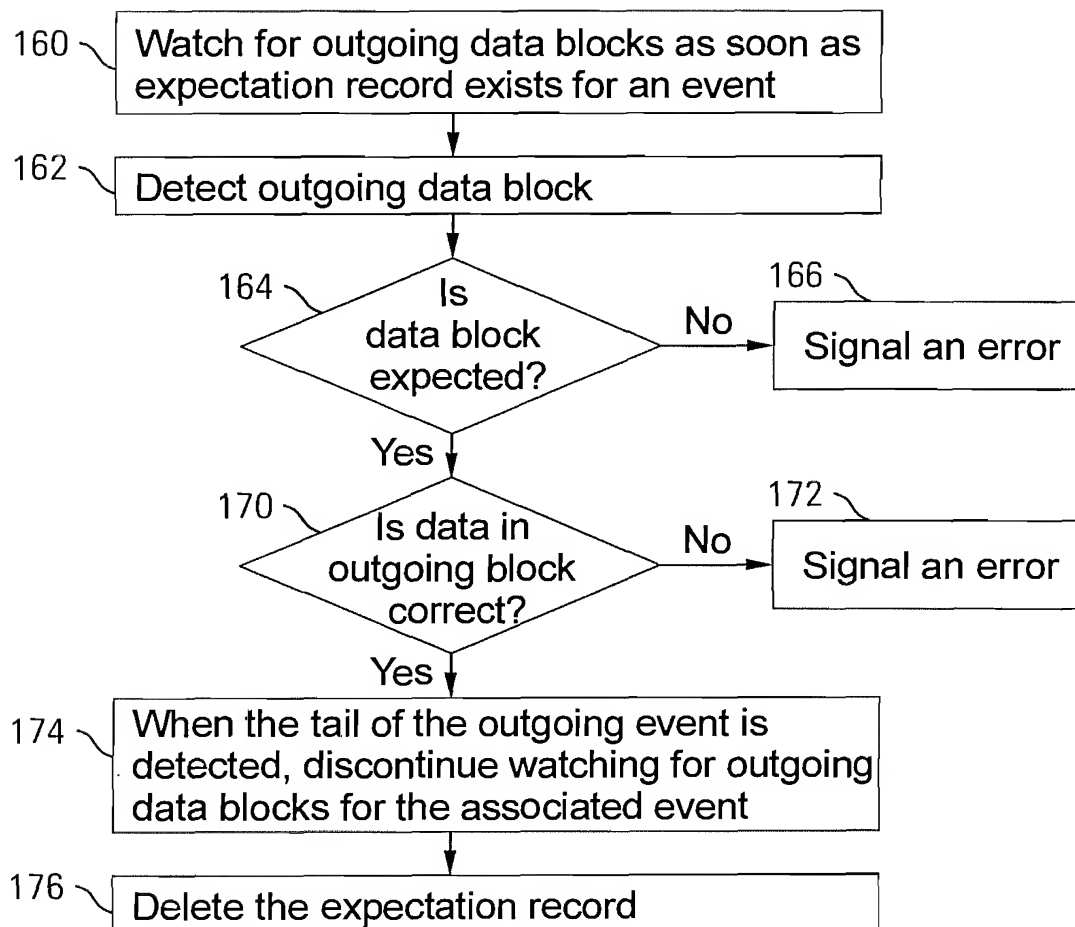 160
Watch for outgoing data blocks as soon as
expectation record exists for an event
162
Detect outgoing data block
164
Is
data block
expected?
No
166
Signal an error
Yes
170
Is data in
outgoing block
correct?
No
172
Signal an error
Yes
174
When the tail of the outgoing event is
detected, discontinue watching for outgoing
data blocks for the associated event
176
Delete the expectation record